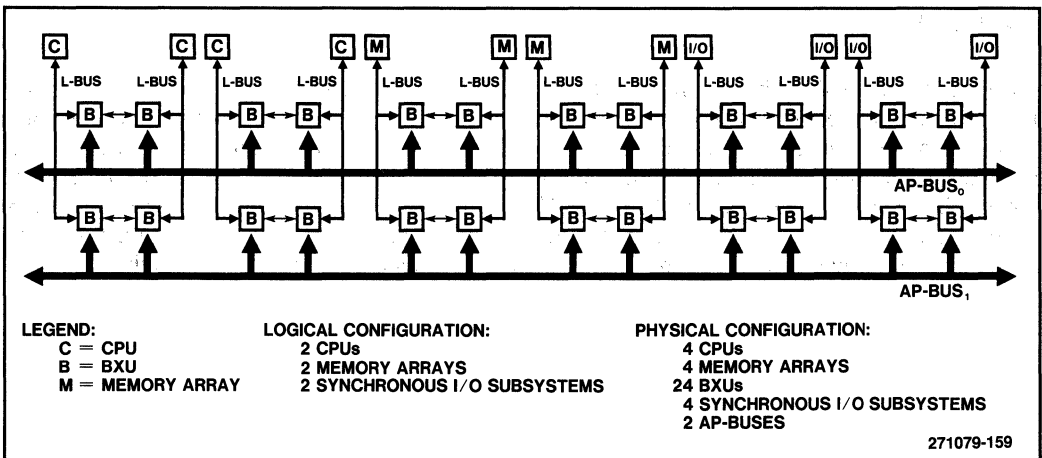 C C C C M M M M I/O I/O I/O I/O
L-BUS L-BUS L-BUS L-BUS L-BUS L-BUS L-BUS L-BUS L-BUS L-BUS L-BUS L-BUS
B B B B B B B B B B B B
AP-BUS₀
B B B B B B B B B B B B
AP-BUS₁
LEGEND:
C = CPU
B = BXU
M = MEMORY ARRAY
LOGICAL CONFIGURATION:
2 CPUs
2 MEMORY ARRAYS
2 SYNCHRONOUS I/O SUBSYSTEMS
PHYSICAL CONFIGURATION:
4 CPUs
4 MEMORY ARRAYS
24 BXUs
4 SYNCHRONOUS I/O SUBSYSTEMS
2 AP-BUSES
271079-159